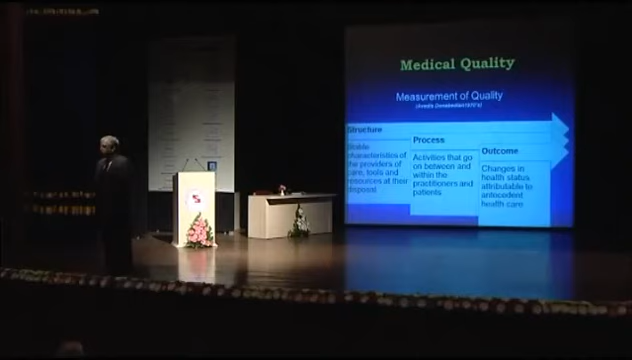 Medical Quality
Measurement of Quality
(Avedis Donabedian 1970's)
Structure
Stable
characteristics of
the providers of
care, tools and
resources at their
disposal
Process
Activities that go
on between and
within the
practitioners and
patients
Outcome
Changes in
health status
attributable to
antecedent
health care